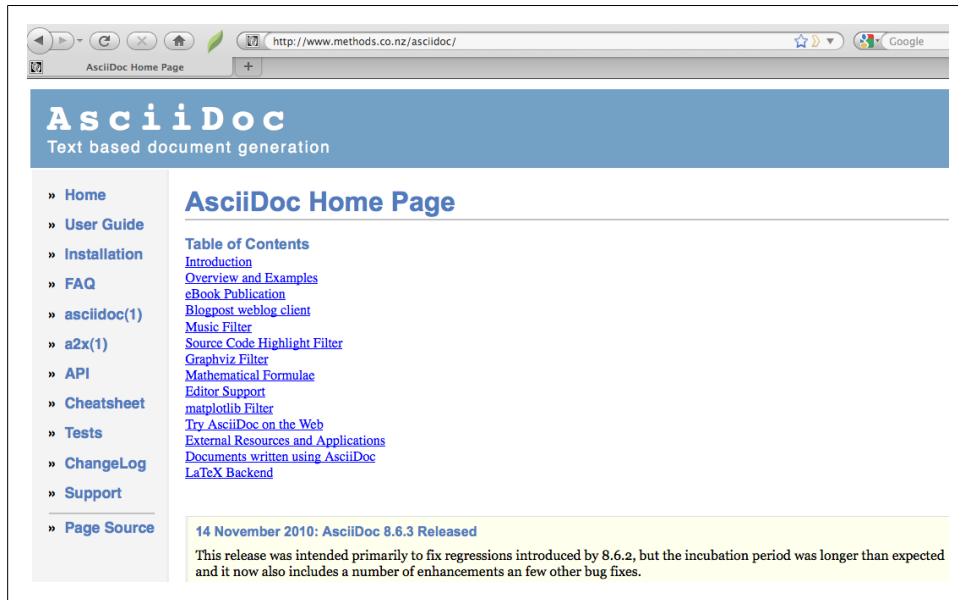 http://www.methods.co.nz/asciidoc/
Google
AsciiDoc Home Page
+
AsciiDoc
Text based document generation
» Home
» User Guide
» Installation
» FAQ
» asciidoc(1)
» a2x(1)
» API
» Cheatsheet
» Tests
» ChangeLog
» Support
» Page Source
AsciiDoc Home Page
Table of Contents
Introduction
Overview and Examples
eBook Publication
Blogpost weblog client
Music Filter
Source Code Highlight Filter
Graphviz Filter
Mathematical Formulae
Editor Support
matplotlib Filter
Try AsciiDoc on the Web
External Resources and Applications
Documents written using AsciiDoc
LaTeX Backend
14 November 2010: AsciiDoc 8.6.3 Released
This release was intended primarily to fix regressions introduced by 8.6.2, but the incubation period was longer than expected
and it now also includes a number of enhancements an few other bug fixes.